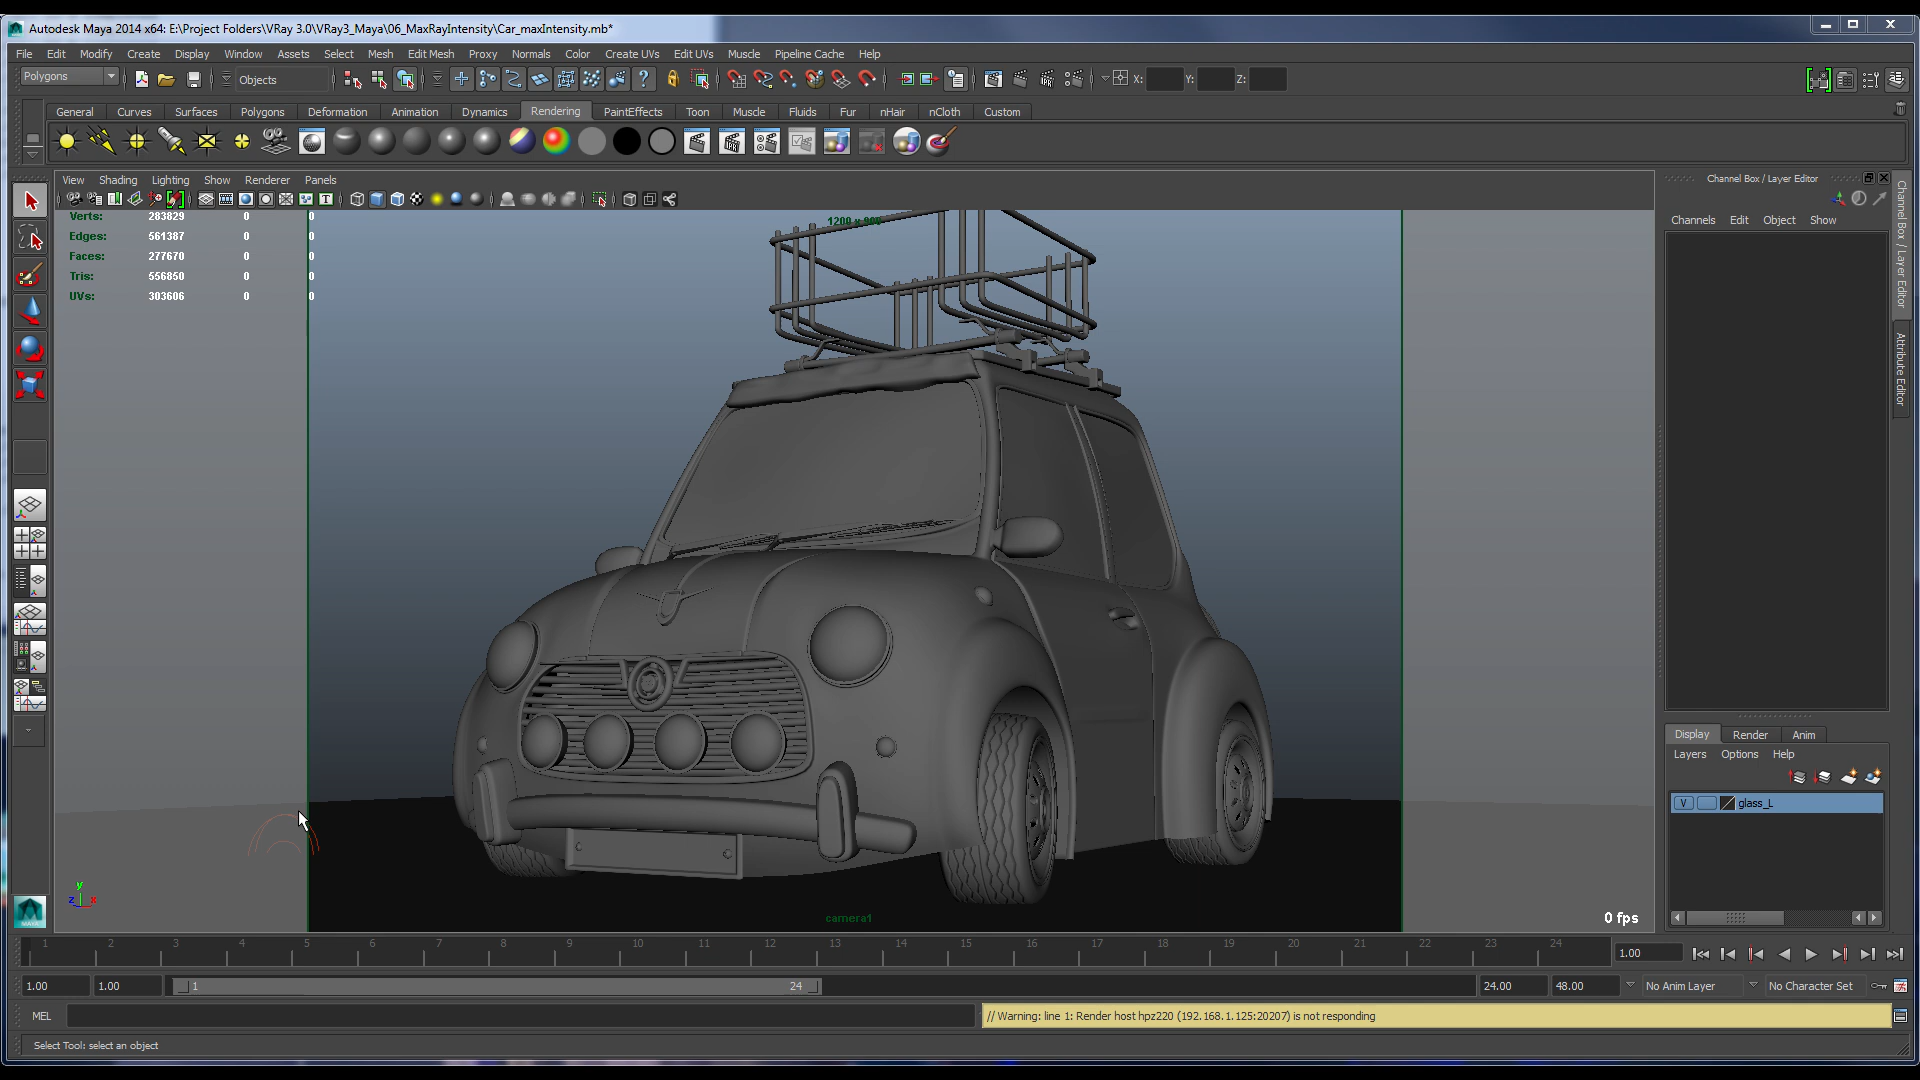 Autodesk Maya 2014 x64: E:\Project Folders\VRay 3.0\VRay3_Maya\06_MaxRayIntensity\Car_maxIntensity.mb*
File Edit Modify Create Display Window Assets Select Mesh Edit Mesh Proxy Normals Color Create UVs Edit UVs Muscle Pipeline Cache Help
Polygons Objects X: Y: Z:
General Curves Surfaces Polygons Deformation Animation Dynamics Rendering PaintEffects Toon Muscle Fluids Fur nHair nCloth Custom
View Shading Lighting Show Renderer Panels
Channel Box / Layer Editor
Channels Edit Object Show
Channel Box / Layer Editor
Attribute Editor
Verts: 283829 0 0
Edges: 561387 0 0
Faces: 277670 0 0
Tris: 556850 0 0
UVs: 303606 0 0
1200 x 900
camera1
0 fps
y
z x
Display Render Anim
Layers Options Help
V glass_L
1 2 3 4 5 6 7 8 9 10 11 12 13 14 15 16 17 18 19 20 21 22 23 24 1.00
1.00 1.00 1 24 24.00 48.00 No Anim Layer No Character Set
MEL // Warning: line 1: Render host hpz220 (192.168.1.125:20207) is not responding
Select Tool: select an object